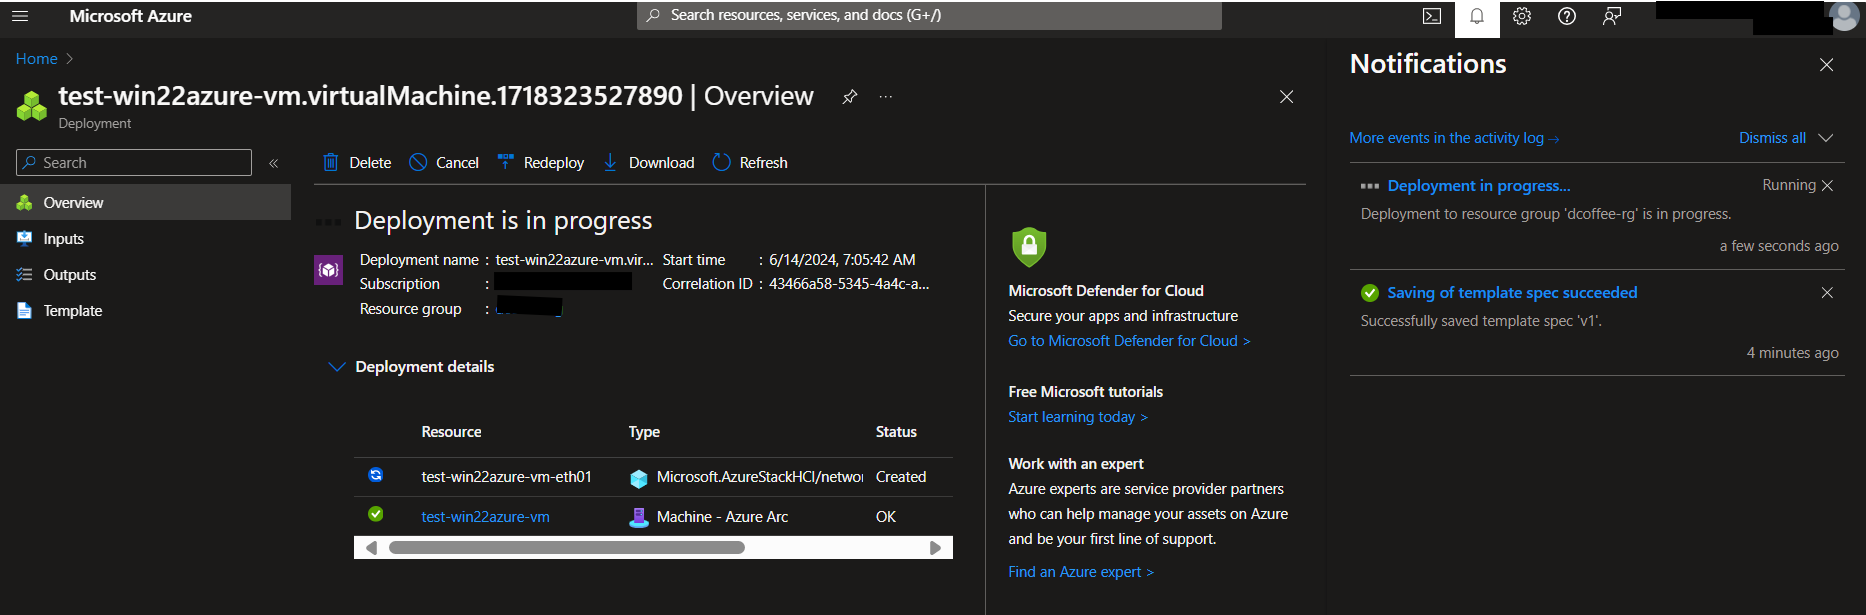 Microsoft Azure
Search resources, services, and docs (G+/)
Home
test-win22azure-vm.virtualMachine.1718323527890 | Overview
Deployment
Search
Overview
Inputs
Outputs
Template
Delete
Cancel
Redeploy
Download
Refresh
Deployment is in progress
Deployment name : test-win22azure-vm.vir...
Subscription :
Resource group :
Start time : 6/14/2024, 7:05:42 AM
Correlation ID : 43466a58-5345-4a4c-a...
Deployment details
Resource Type Status
test-win22azure-vm-eth01 Microsoft.AzureStackHCI/networ Created
test-win22azure-vm Machine - Azure Arc OK
Microsoft Defender for Cloud
Secure your apps and infrastructure
Go to Microsoft Defender for Cloud >
Free Microsoft tutorials
Start learning today >
Work with an expert
Azure experts are service provider partners
who can help manage your assets on Azure
and be your first line of support.
Find an Azure expert >
Notifications
More events in the activity log →
Dismiss all
Deployment in progress...
Running
Deployment to resource group 'dcoffee-rg' is in progress.
a few seconds ago
Saving of template spec succeeded
Successfully saved template spec 'v1'.
4 minutes ago